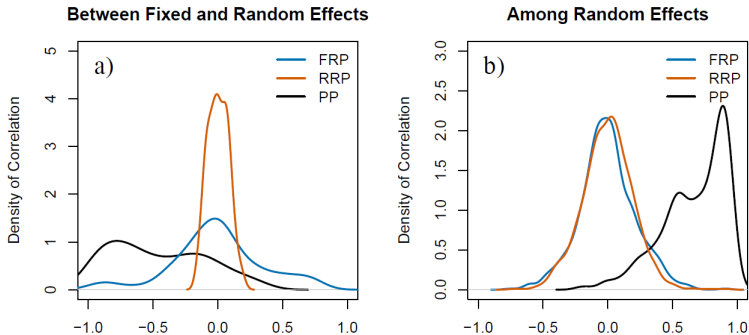 Between Fixed and Random Effects
Density of Correlation
5
4
3
2
1
0
a)
FRP
RRP
PP
−1.0 −0.5 0.0 0.5 1.0
Among Random Effects
Density of Correlation
3.0
2.5
2.0
1.5
1.0
0.5
0.0
b)
FRP
RRP
PP
−1.0 −0.5 0.0 0.5 1.0